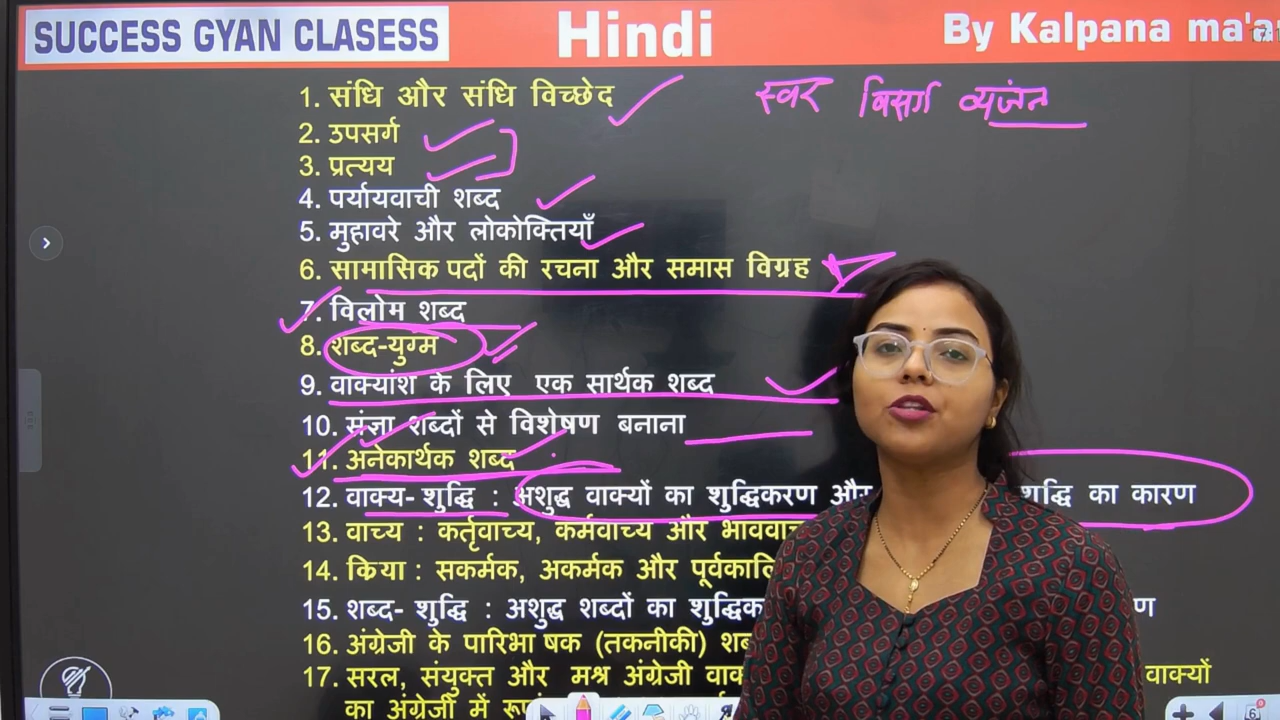 SUCCESS GYAN CLASESS
Hindi
By Kalpana ma'a
1. संधि और संधि विच्छेद
स्वर विसर्ग व्यजंन
2. उपसर्ग
3. प्रत्यय
4. पर्यायवाची शब्द
5. मुहावरे और लोकोक्तियाँ
6. सामासिक पदों की रचना और समास विग्रह
7. विलोम शब्द
8. शब्द-युग्म
9. वाक्यांश के लिए एक सार्थक शब्द
10. संज्ञा शब्दों से विशेषण बनाना
11. अनेकार्थक शब्द
12. वाक्य- शुद्धि : अशुद्ध वाक्यों का शुद्धिकरण और शुद्धि का कारण
13. वाच्य : कर्तृवाच्य, कर्मवाच्य और भाववा
14. क्रिया : सकर्मक, अकर्मक और पूर्वकालि
15. शब्द- शुद्धि : अशुद्ध शब्दों का शुद्धिक ण
16. अंग्रेजी के पारिभा षक (तकनीकी) शब
17. सरल, संयुक्त और मश्र अंग्रेजी वाक वाक्यों
का अंग्रेजी में रू